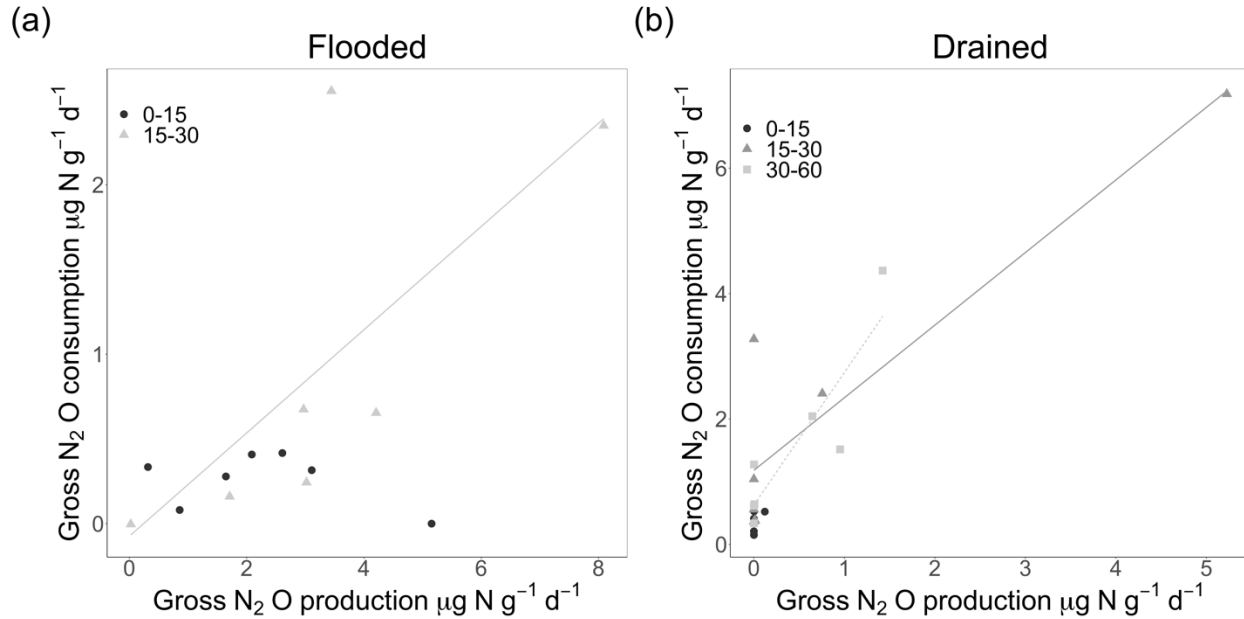 (a)
Flooded
Gross N₂ O consumption μg N g⁻¹ d⁻¹
0-15
15-30
2
1
0
0 2 4 6 8
Gross N₂ O production μg N g⁻¹ d⁻¹
(b)
Drained
Gross N₂ O consumption μg N g⁻¹ d⁻¹
0-15
15-30
30-60
6
4
2
0
0 1 2 3 4 5
Gross N₂ O production μg N g⁻¹ d⁻¹